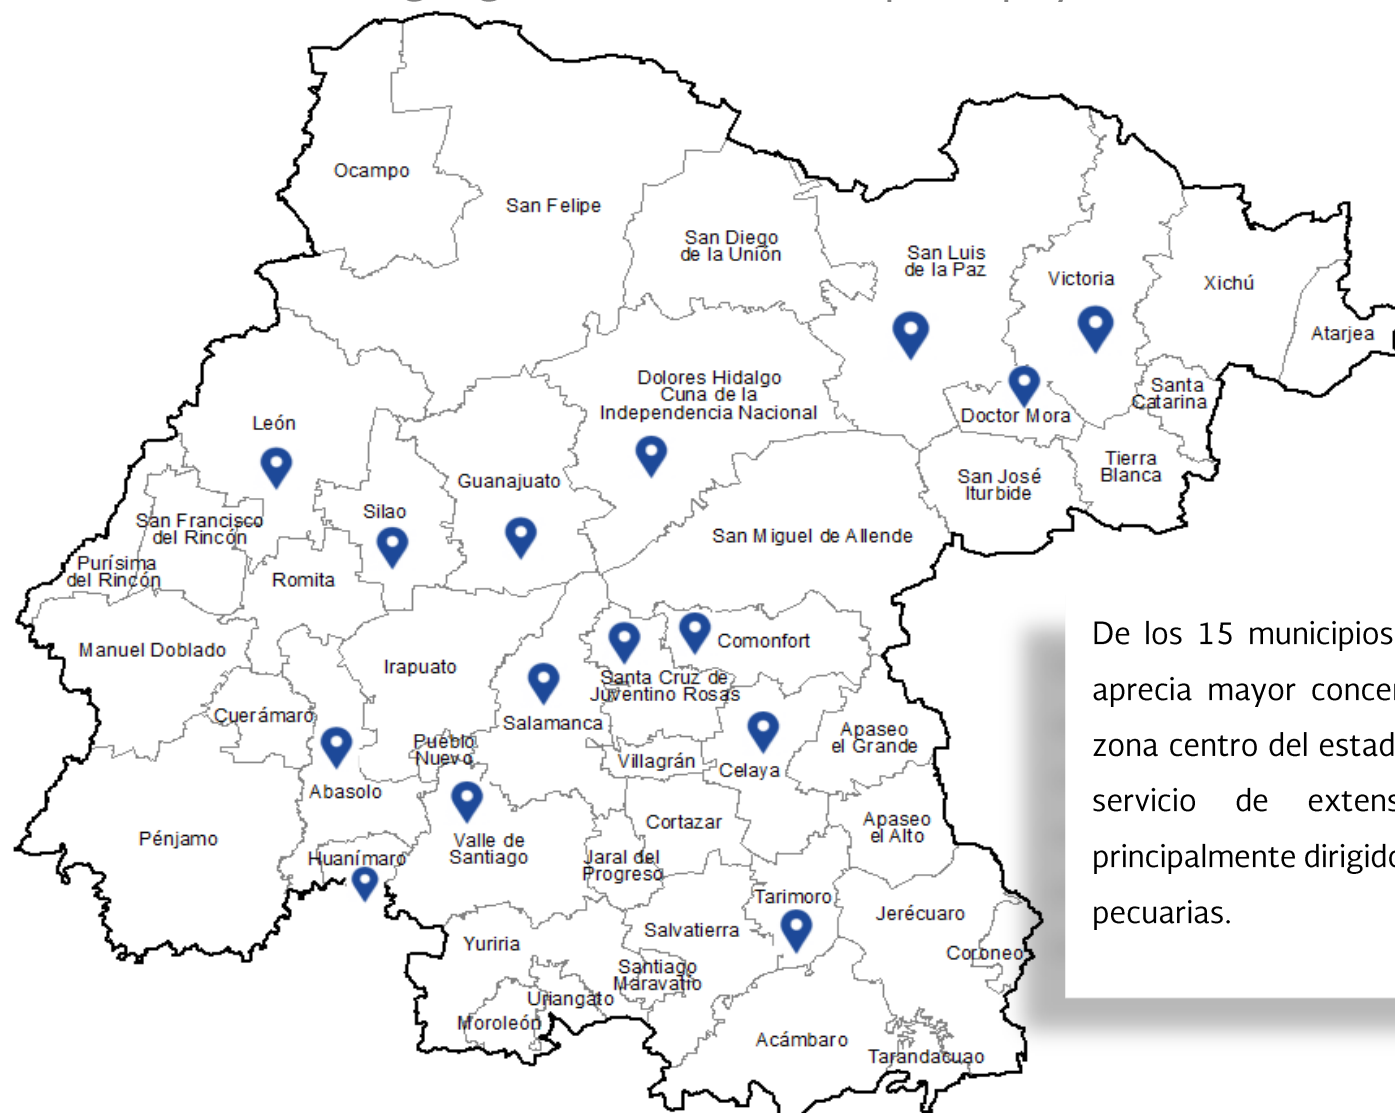 Ocampo
San Felipe
San Diego
de la Unión
San Luis
de la Paz
Victoria
Xichú
Atarjea
Dolores Hidalgo
Cuna de la
Independencia Nacional
Santa
Catarina
Doctor Mora
León
Guanajuato
Tierra
Blanca
San José
Iturbide
Silao
San Francisco
del Rincón
San Miguel de Allende
Purísima
del Rincón
Romita
Manuel Doblado
Irapuato
Comonfort
Santa Cruz de
Juventino Rosas
Cuerámaro
Salamanca
Apaseo
el Grande
Pueblo
Nuevo
Villagrán
Celaya
Abasolo
Pénjamo
Cortazar
Apaseo
el Alto
Valle de
Santiago
Huanímaro
Jaral del
Progreso
Tarimoro
Jerécuaro
Salvatierra
Yuriria
Coroneo
Santiago
Maravatío
Uriangato
Moroleón
Acámbaro
Tarandacuao
De los 15 municipios
aprecia mayor concer
zona centro del estad
servicio de extens
principalmente dirigido
pecuarias.